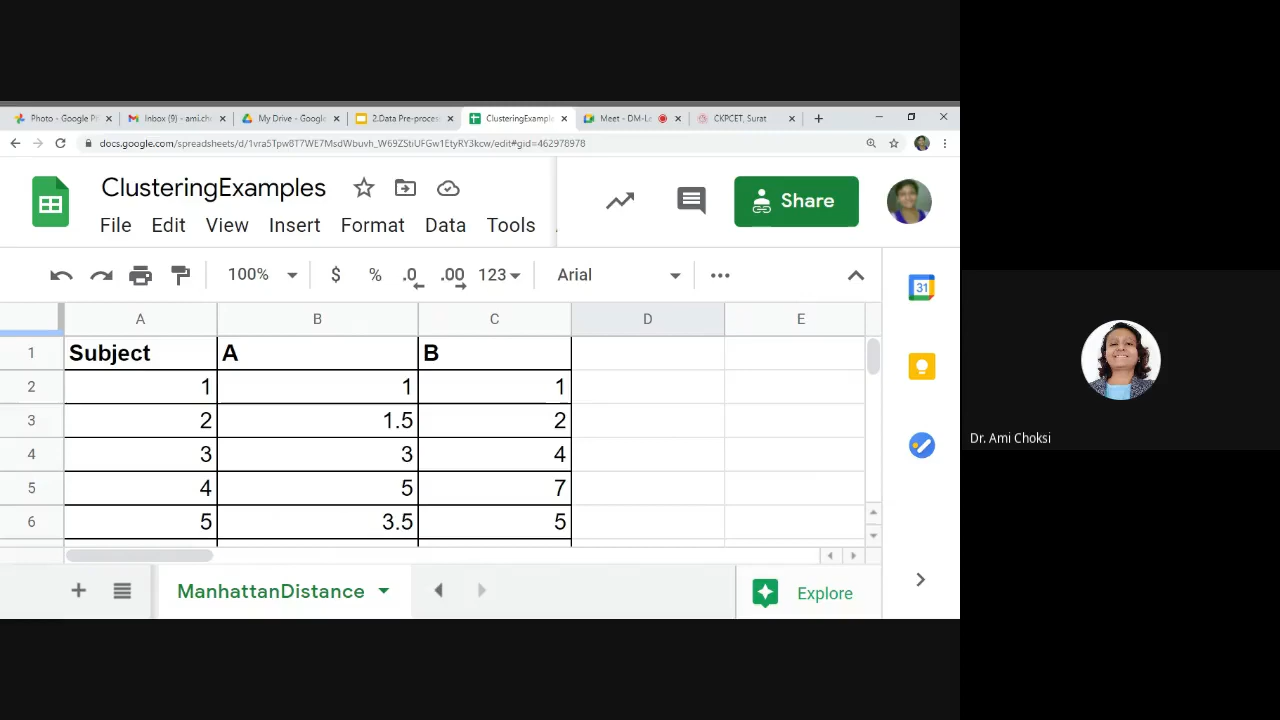 Photo - Google P
Inbox (9) - ami.ch
My Drive - Google
2.Data Pre-proces
ClusteringExample
Meet - DM-Le
CKPCET, Surat
docs.google.com/spreadsheets/d/1vra5Tpw8T7WE7MsdWbuvh_W69ZStiUFGw1EtyRY3kcw/edit#gid=462978978
ClusteringExamples
Share
File Edit View Insert Format Data Tools
100% $ % .0 .00 123 Arial
31
A B C D E
1 Subject A B
2 1 1 1
3 2 1.5 2
4 3 3 4
5 4 5 7
6 5 3.5 5
ManhattanDistance
Explore
Dr. Ami Choksi